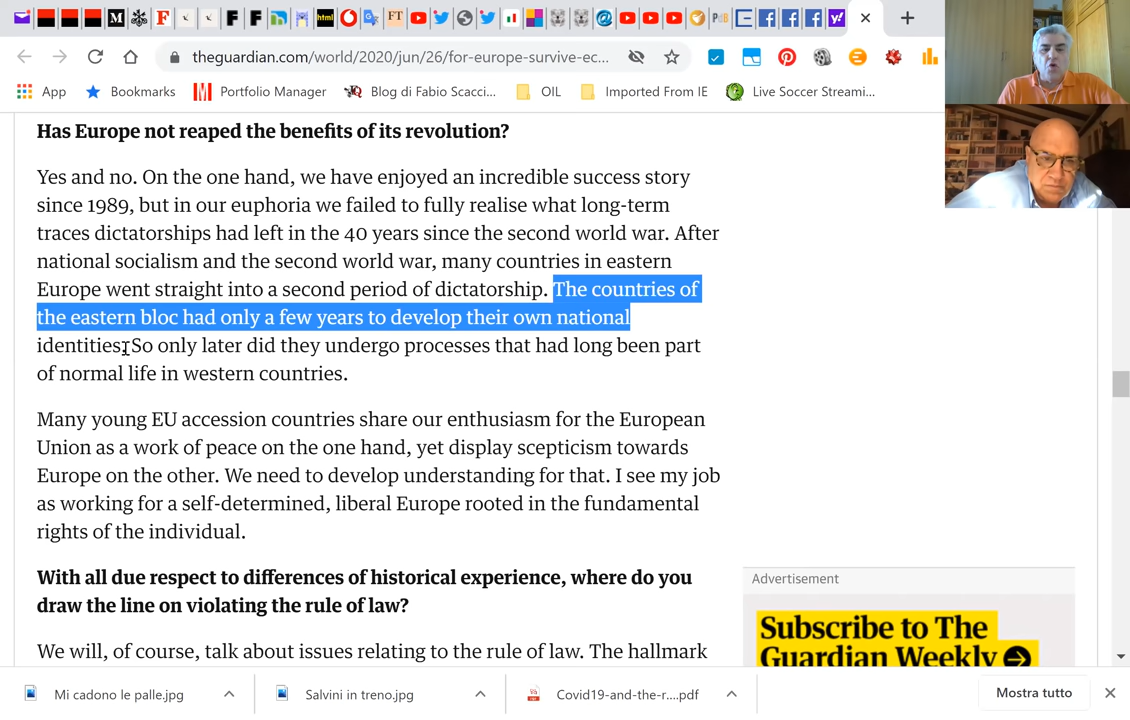 theguardian.com/world/2020/jun/26/for-europe-survive-ec...
App
Bookmarks
Portfolio Manager
Blog di Fabio Scacci...
OIL
Imported From IE
Live Soccer Streami...
Has Europe not reaped the benefits of its revolution?
Yes and no. On the one hand, we have enjoyed an incredible success story
since 1989, but in our euphoria we failed to fully realise what long-term
traces dictatorships had left in the 40 years since the second world war. After
national socialism and the second world war, many countries in eastern
Europe went straight into a second period of dictatorship. The countries of
the eastern bloc had only a few years to develop their own national
identities. So only later did they undergo processes that had long been part
of normal life in western countries.
Many young EU accession countries share our enthusiasm for the European
Union as a work of peace on the one hand, yet display scepticism towards
Europe on the other. We need to develop understanding for that. I see my job
as working for a self-determined, liberal Europe rooted in the fundamental
rights of the individual.
With all due respect to differences of historical experience, where do you
draw the line on violating the rule of law?
We will, of course, talk about issues relating to the rule of law. The hallmark
Advertisement
Subscribe to The
Guardian Weekly
Mi cadono le palle.jpg
Salvini in treno.jpg
Covid19-and-the-r....pdf
Mostra tutto